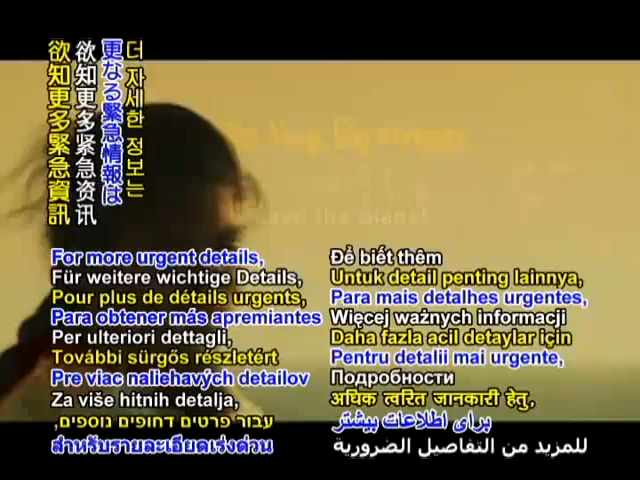 欲知更多緊急資訊
欲知更多紧急资讯
更なる緊急情報は
더 자세한 정보는
For more urgent details,
Für weitere wichtige Details,
Pour plus de détails urgents,
Para obtener más apremiantes
Per ulteriori dettagli,
További sürgős részletért
Pre viac naliehavých detailov
Za više hitnih detalja,
עבור פרטים דחופים נוספים,
สำหรับรายละเอียดเร่งด่วน
Để biết thêm
Untuk detail penting lainnya,
Para mais detalhes urgentes,
Więcej ważnych informacji
Daha fazla acil detaylar için
Pentru detalii mai urgente,
Подробности
अधिक त्वरित जानकारी हेतु,
برای اطلاعات بیشتر
للمزيد من التفاصيل الضرورية
the planet